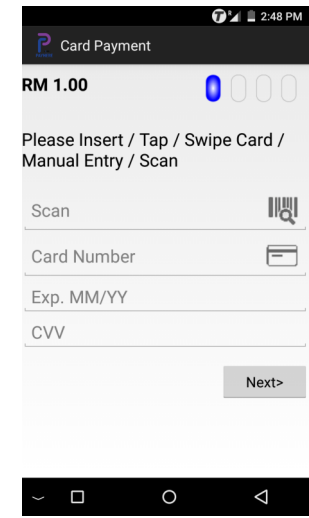 2:48 PM
Card Payment
RM 1.00
Please Insert / Tap / Swipe Card /
Manual Entry / Scan
Scan
Card Number
Exp. MM/YY
CVV
Next>